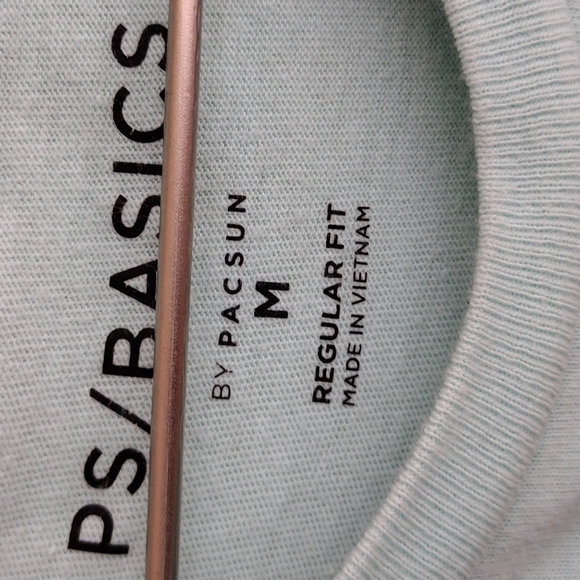 PS/BASICS
BY PACSUN
M
REGULAR FIT
MADE IN VIETNAM